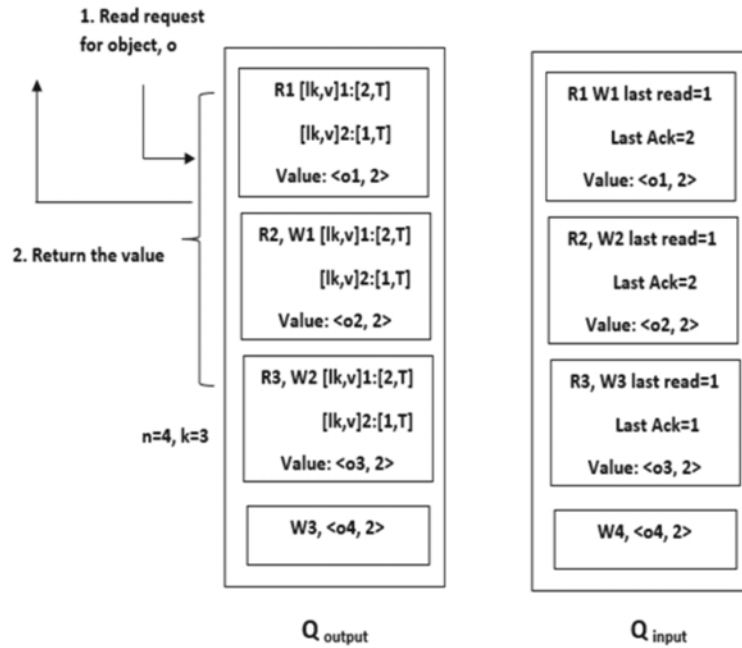 1. Read request
for object, o
2. Return the value
n=4, k=3
R1 [lk,v]1:[2,T]
[lk,v]2:[1,T]
Value: <o1, 2>
R2, W1 [lk,v]1:[2,T]
[lk,v]2:[1,T]
Value: <o2, 2>
R3, W2 [lk,v]1:[2,T]
[lk,v]2:[1,T]
Value: <o3, 2>
W3, <o4, 2>
Q output
R1 W1 last read=1
Last Ack=2
Value: <o1, 2>
R2, W2 last read=1
Last Ack=2
Value: <o2, 2>
R3, W3 last read=1
Last Ack=1
Value: <o3, 2>
W4, <o4, 2>
Q input